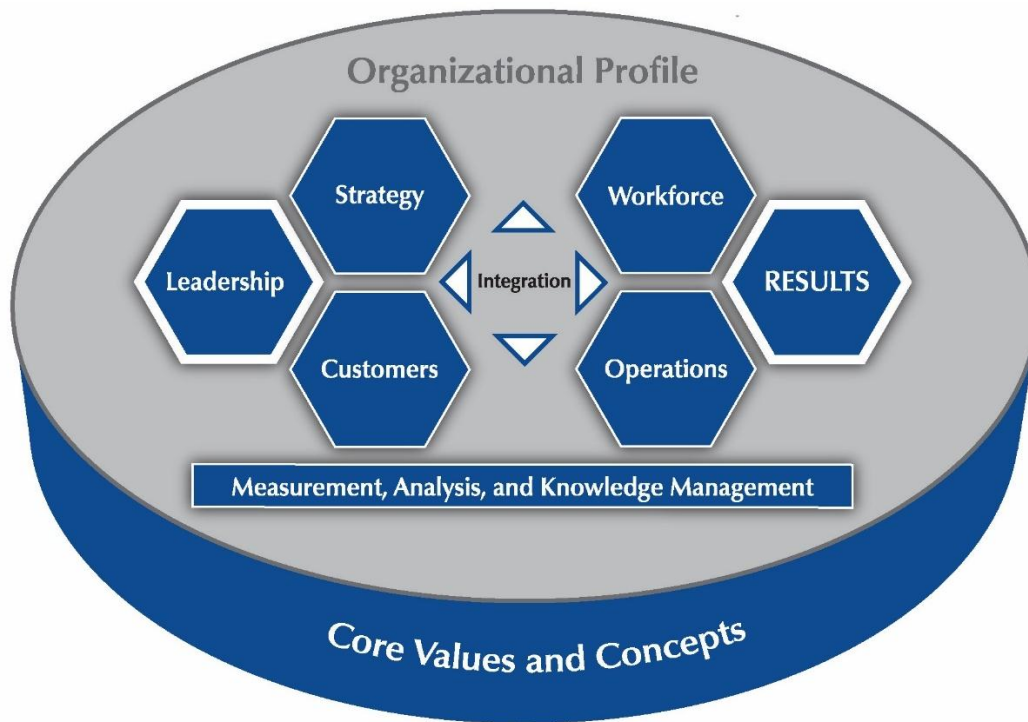 Organizational Profile
Strategy
Workforce
Leadership
Integration
RESULTS
Customers
Operations
Measurement, Analysis, and Knowledge Management
Core Values and Concepts